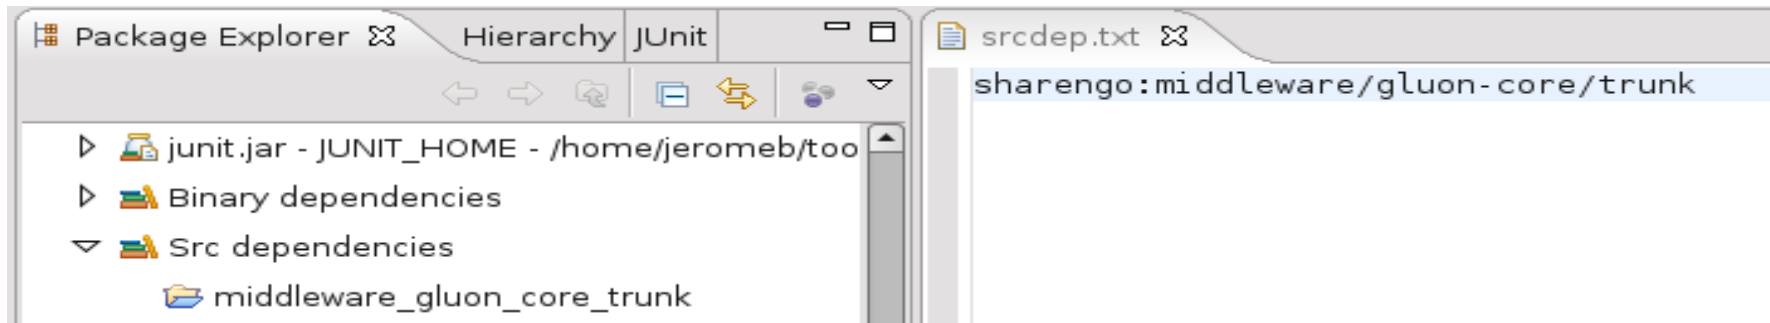 Package Explorer Hierarchy JUnit
junit.jar - JUNIT_HOME - /home/jeromeb/too
Binary dependencies
Src dependencies
middleware_gluon_core_trunk
srcdep.txt
sharengo:middleware/gluon-core/trunk